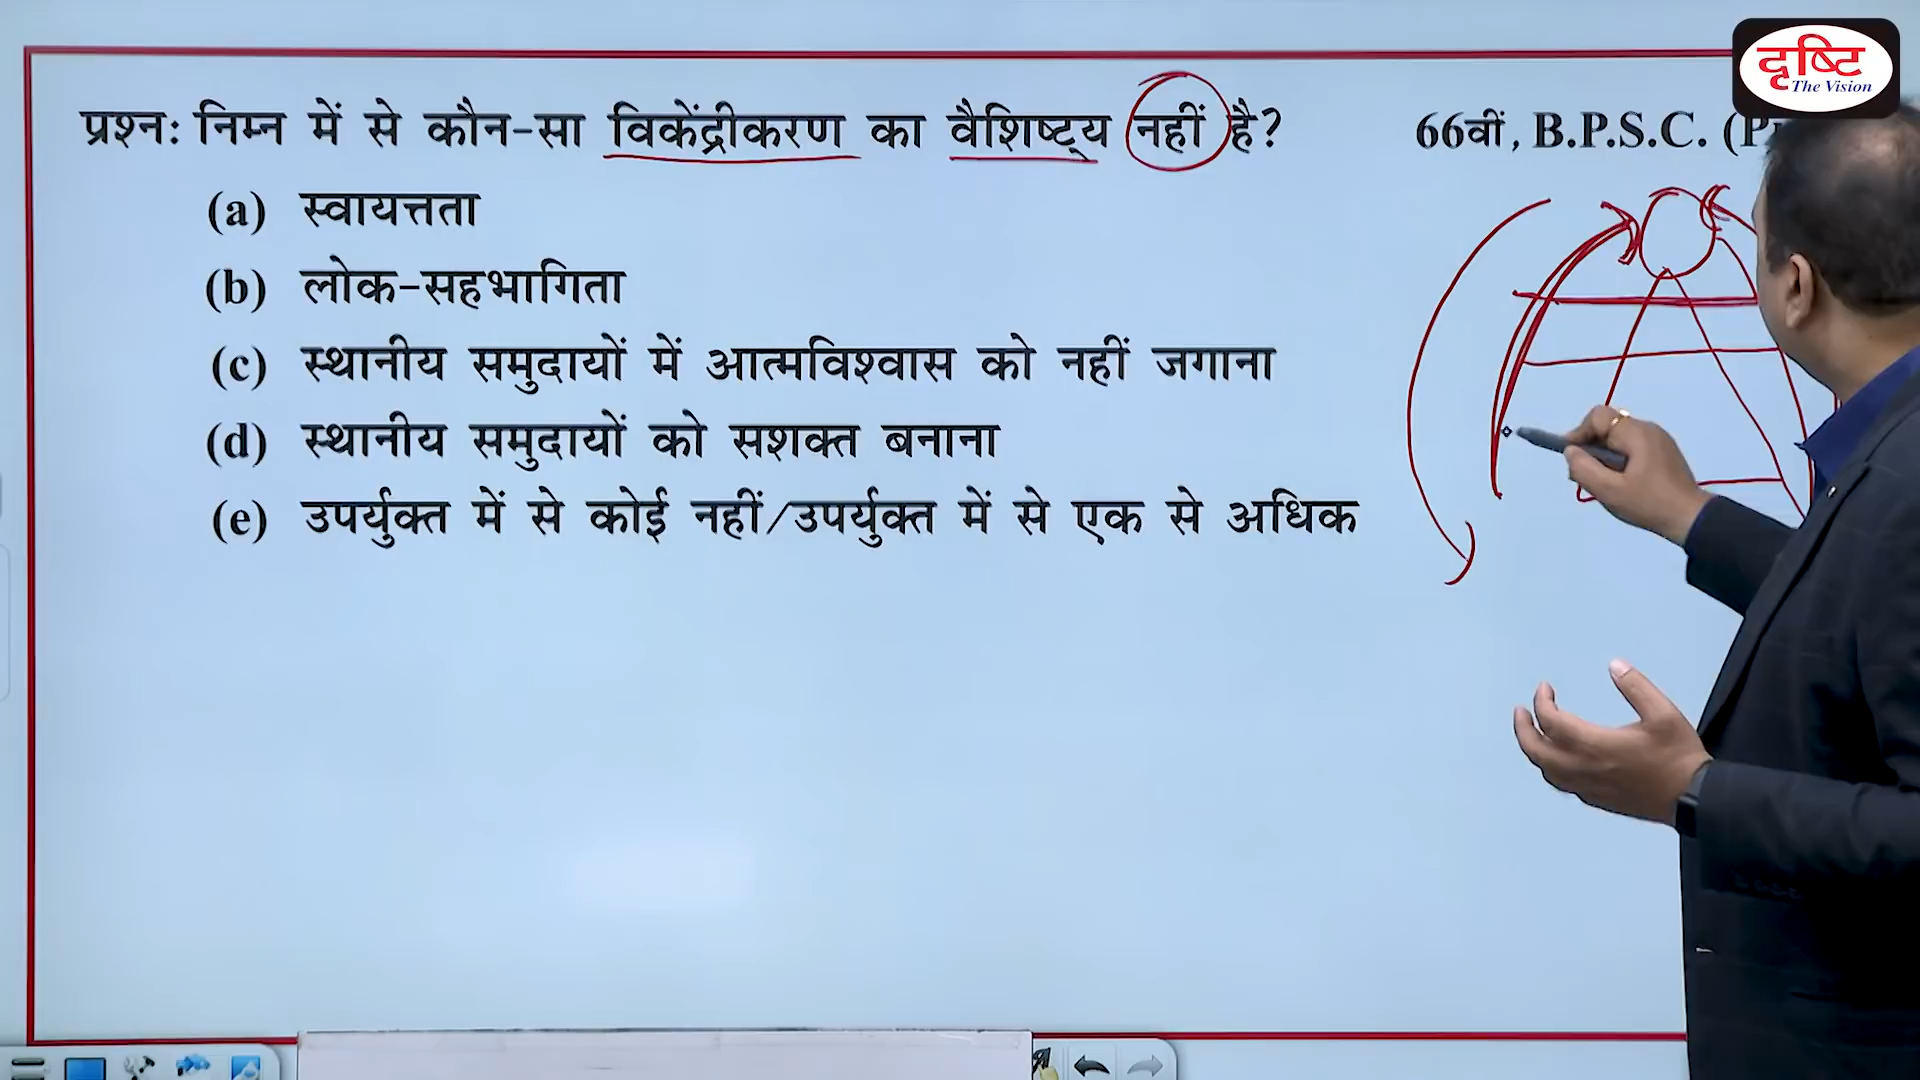 दृष्टि
The Vision
प्रश्न: निम्न में से कौन-सा विकेंद्रीकरण का वैशिष्ट्य नहीं है?
66वीं, B.P.S.C.
(a) स्वायत्तता
(b) लोक-सहभागिता
(c) स्थानीय समुदायों में आत्मविश्वास को नहीं जगाना
(d) स्थानीय समुदायों को सशक्त बनाना
(e) उपर्युक्त में से कोई नहीं/उपर्युक्त में से एक से अधिक